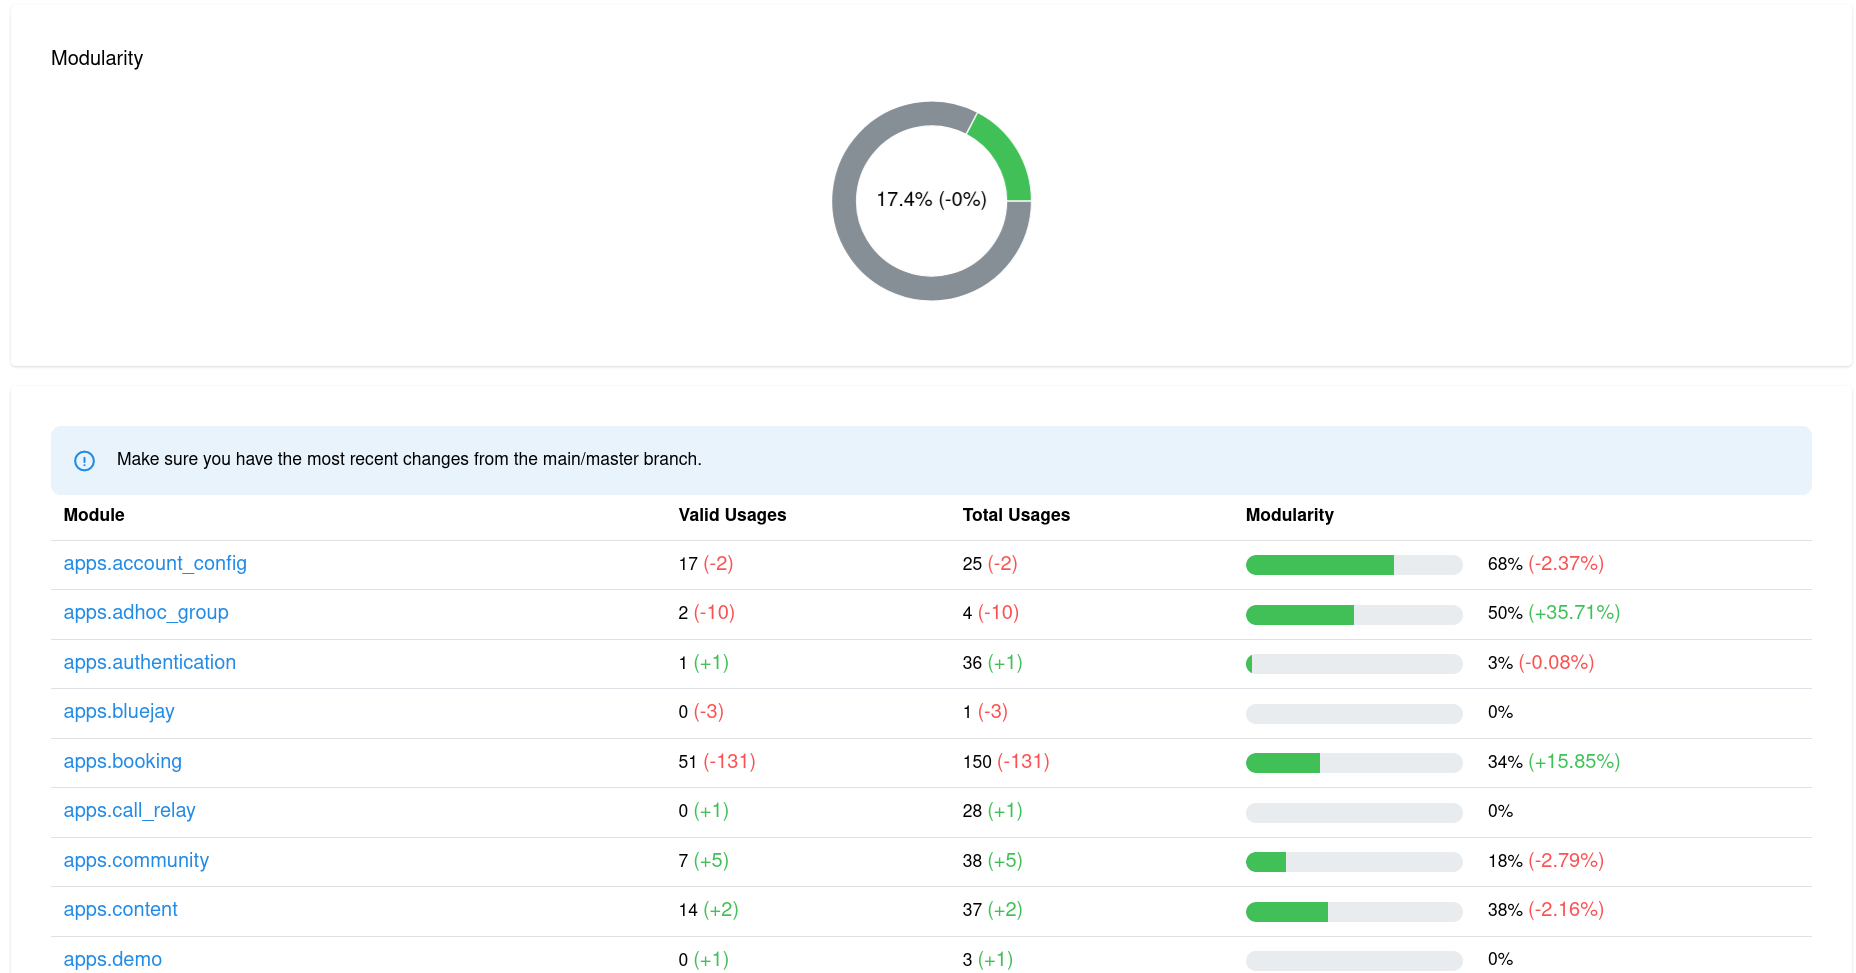 Modularity
17.4% (-0%)
Make sure you have the most recent changes from the main/master branch.
Module Valid Usages Total Usages Modularity
apps.account_config 17 (-2) 25 (-2) 68% (-2.37%)
apps.adhoc_group 2 (-10) 4 (-10) 50% (+35.71%)
apps.authentication 1 (+1) 36 (+1) 3% (-0.08%)
apps.bluejay 0 (-3) 1 (-3) 0%
apps.booking 51 (-131) 150 (-131) 34% (+15.85%)
apps.call_relay 0 (+1) 28 (+1) 0%
apps.community 7 (+5) 38 (+5) 18% (-2.79%)
apps.content 14 (+2) 37 (+2) 38% (-2.16%)
apps.demo 0 (+1) 3 (+1) 0%